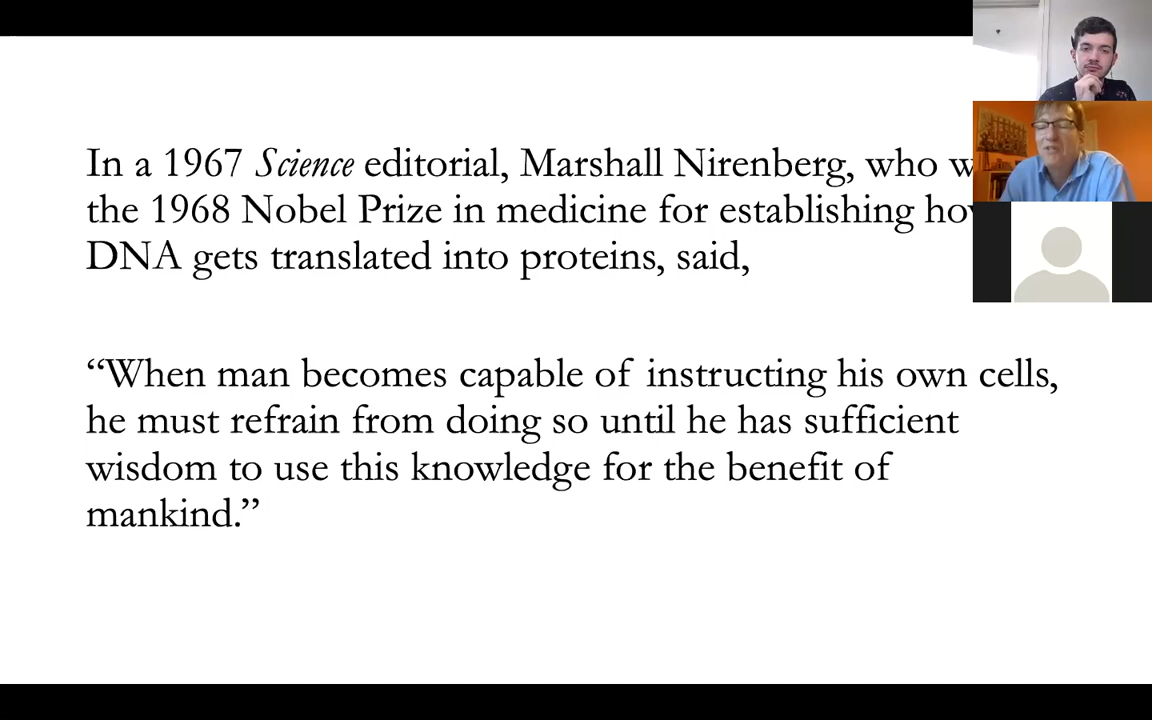 In a 1967 Science editorial, Marshall Nirenberg, who
the 1968 Nobel Prize in medicine for establishing
DNA gets translated into proteins, said,
“When man becomes capable of instructing his own cells,
he must refrain from doing so until he has sufficient
wisdom to use this knowledge for the benefit of
mankind.”